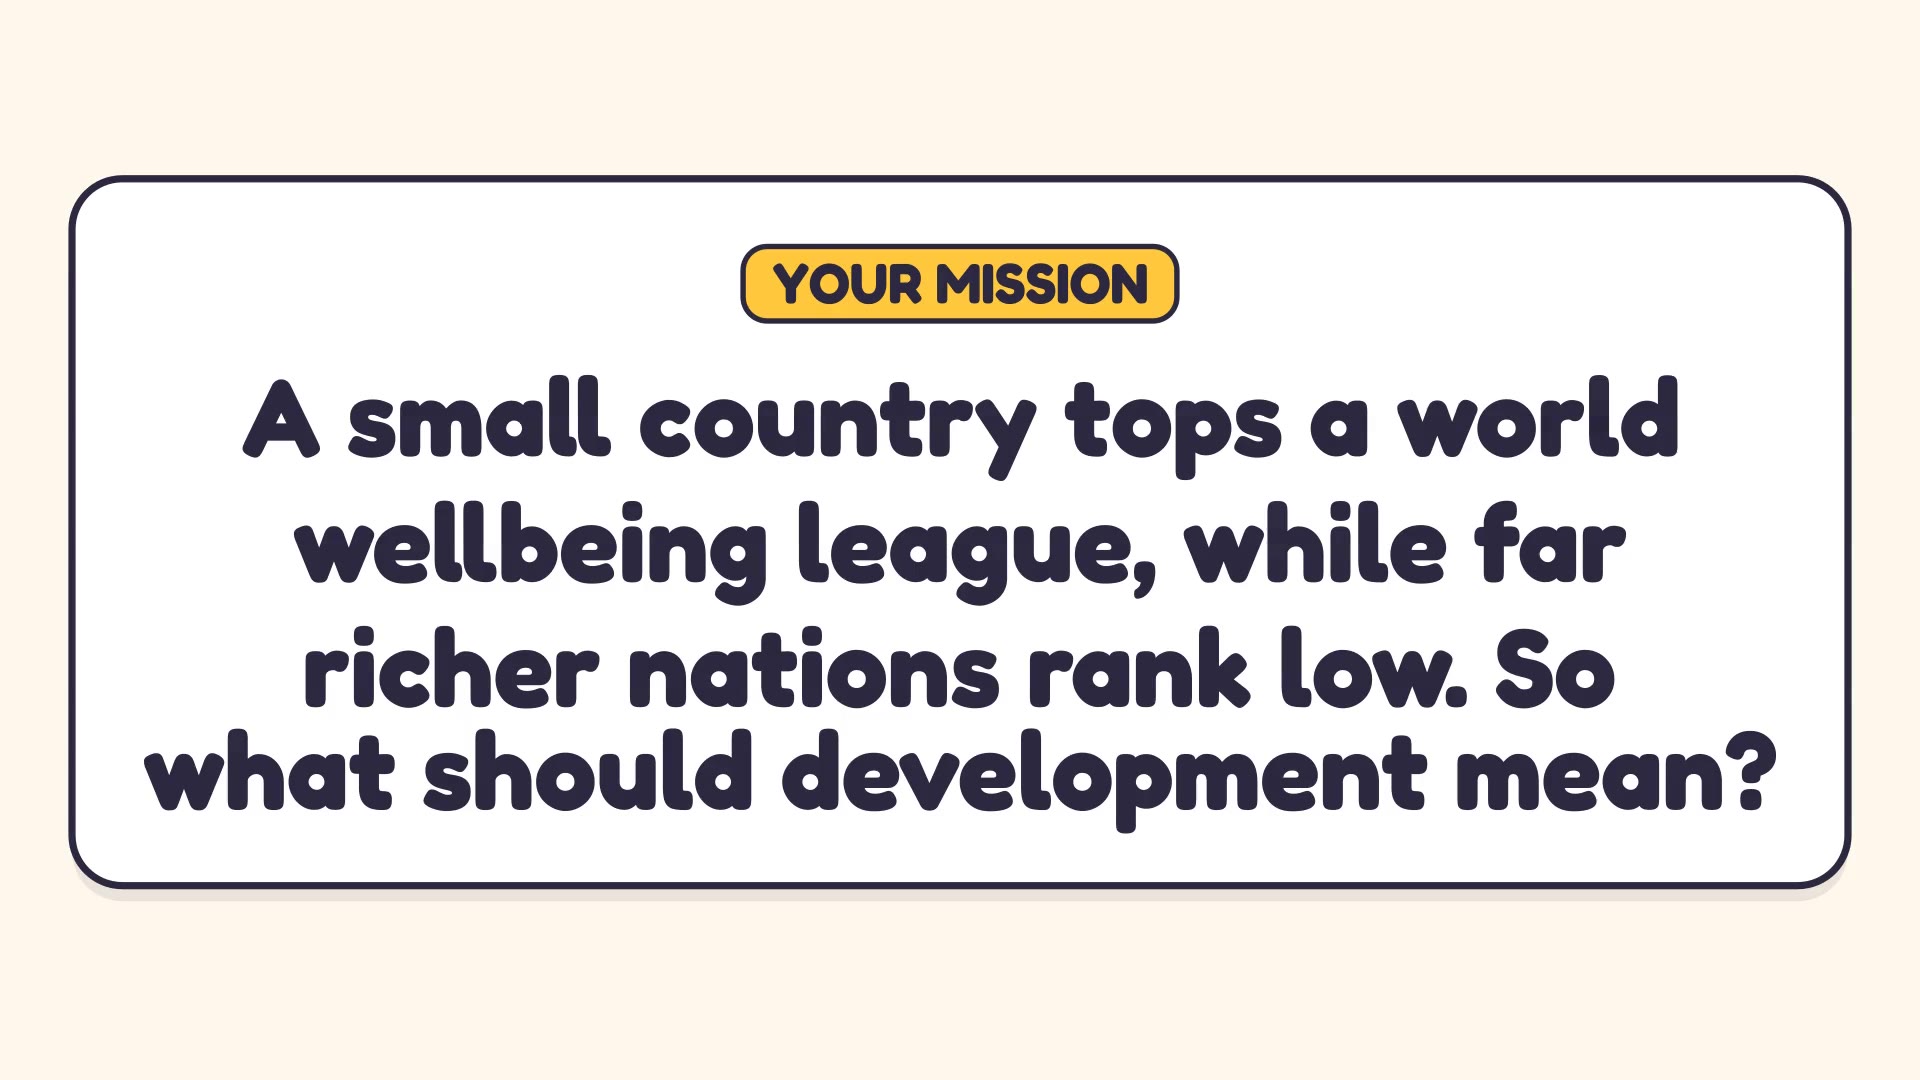 YOUR MISSION
A small country tops a world
wellbeing league, while far
richer nations rank low. So
what should development mean?